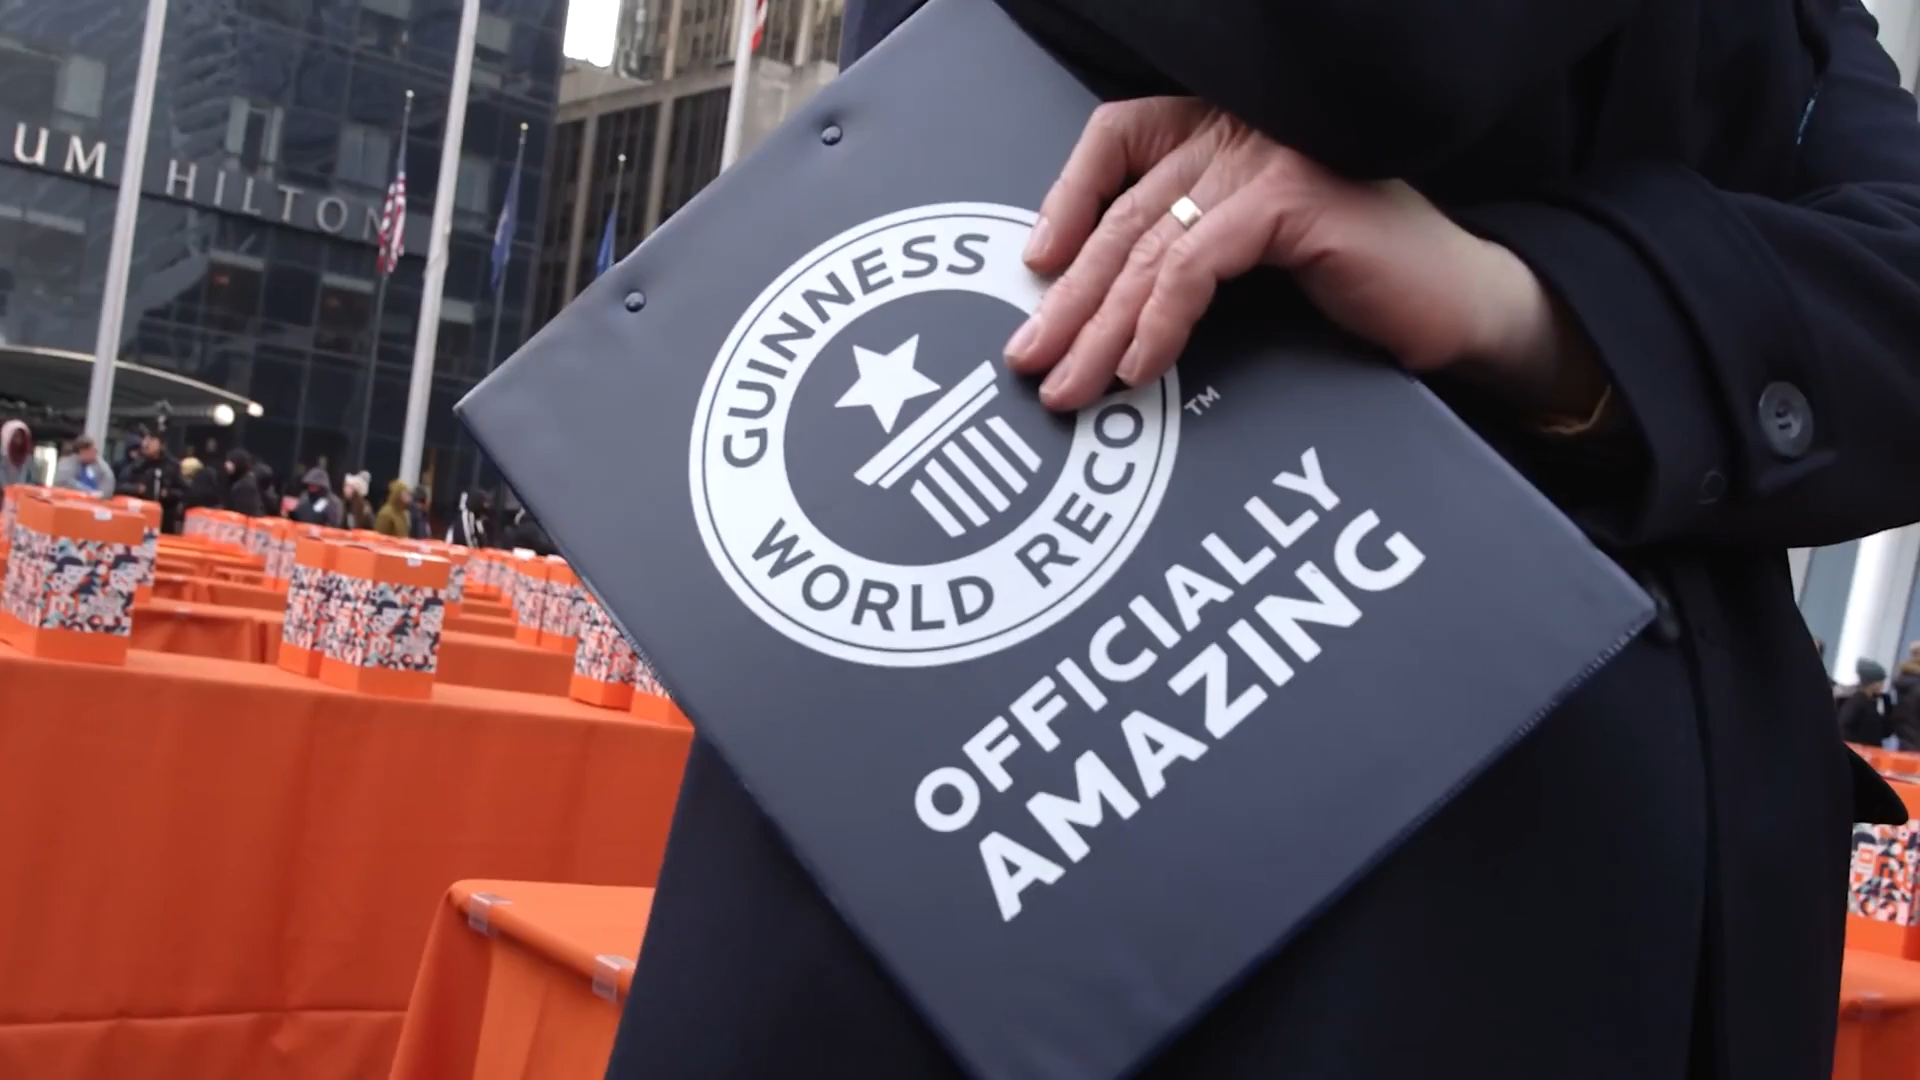 UM HILTON
GUINNESS
WORLD RECO
TM
OFFICIALLY
AMAZING